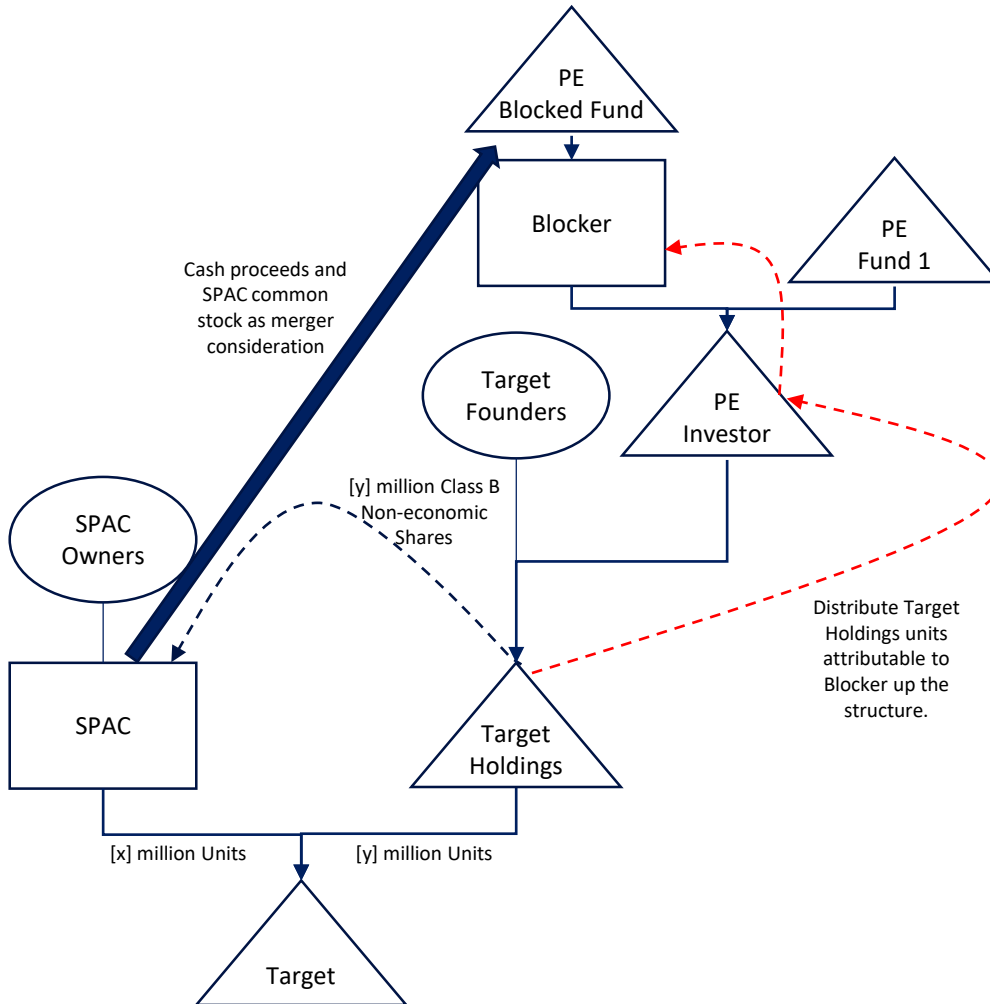 PE
Blocked Fund
Blocker
PE
Fund 1
Cash proceeds and
SPAC common
stock as merger
consideration
Target
Founders
PE
Investor
[y] million Class B
Non-economic
Shares
SPAC
Owners
Distribute Target
Holdings units
attributable to
Blocker up the
structure.
SPAC
Target
Holdings
[x] million Units
[y] million Units
Target